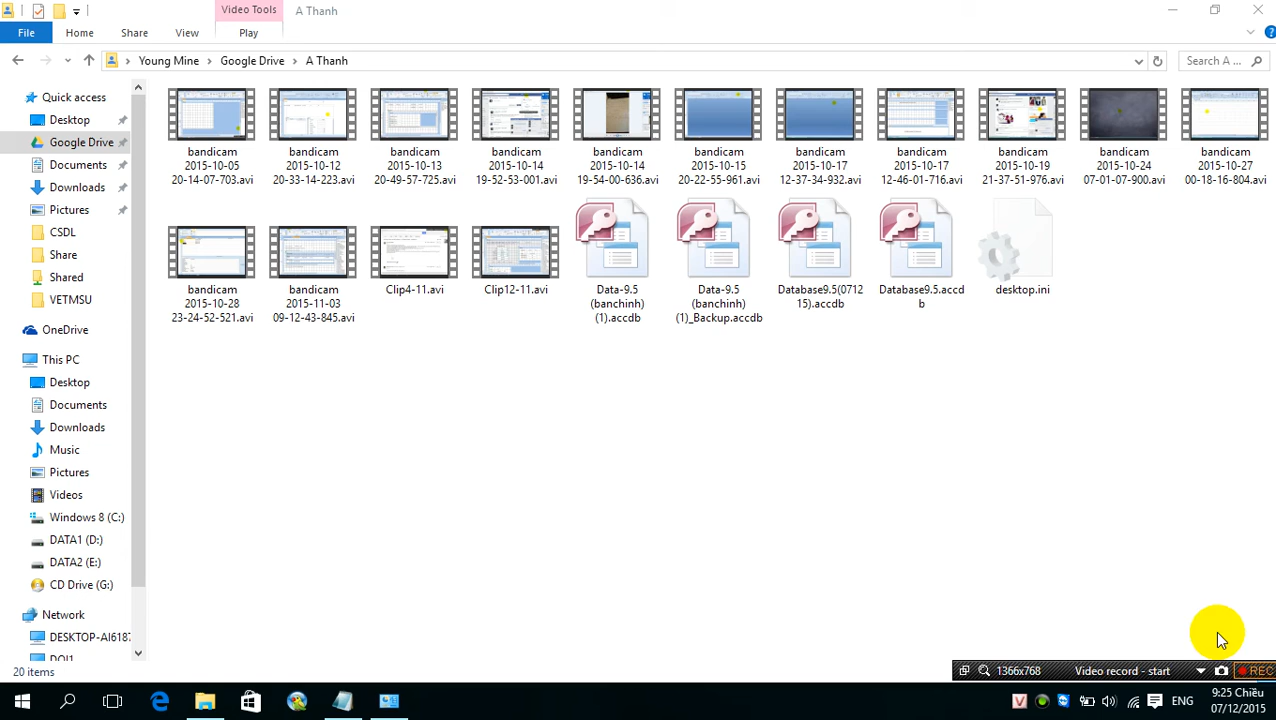 Video Tools
A Thanh
File
Home
Share
View
Play
Young Mine
Google Drive
A Thanh
Search A ...
Quick access
Desktop
Google Drive
Documents
Downloads
Pictures
CSDL
Share
Shared
VETMSU
OneDrive
This PC
Desktop
Documents
Downloads
Music
Pictures
Videos
Windows 8 (C:)
DATA1 (D:)
DATA2 (E:)
CD Drive (G:)
Network
DESKTOP-AI6187
DOI1
bandicam
2015-10-05
20-14-07-703.avi
bandicam
2015-10-12
20-33-14-223.avi
bandicam
2015-10-13
20-49-57-725.avi
bandicam
2015-10-14
19-52-53-001.avi
bandicam
2015-10-14
19-54-00-636.avi
bandicam
2015-10-15
20-22-55-961.avi
bandicam
2015-10-17
12-37-34-932.avi
bandicam
2015-10-17
12-46-01-716.avi
bandicam
2015-10-19
21-37-51-976.avi
bandicam
2015-10-24
07-01-07-900.avi
bandicam
2015-10-27
00-18-16-804.avi
bandicam
2015-10-28
23-24-52-521.avi
bandicam
2015-11-03
09-12-43-845.avi
Clip4-11.avi
Clip12-11.avi
Data-9.5
(banchinh)
(1).accdb
Data-9.5
(banchinh)
(1)_Backup.accdb
Database9.5(0712
15).accdb
Database9.5.accd
b
desktop.ini
20 items
1366x768
Video record - start
REC
ENG
9:25 Chiều
07/12/2015